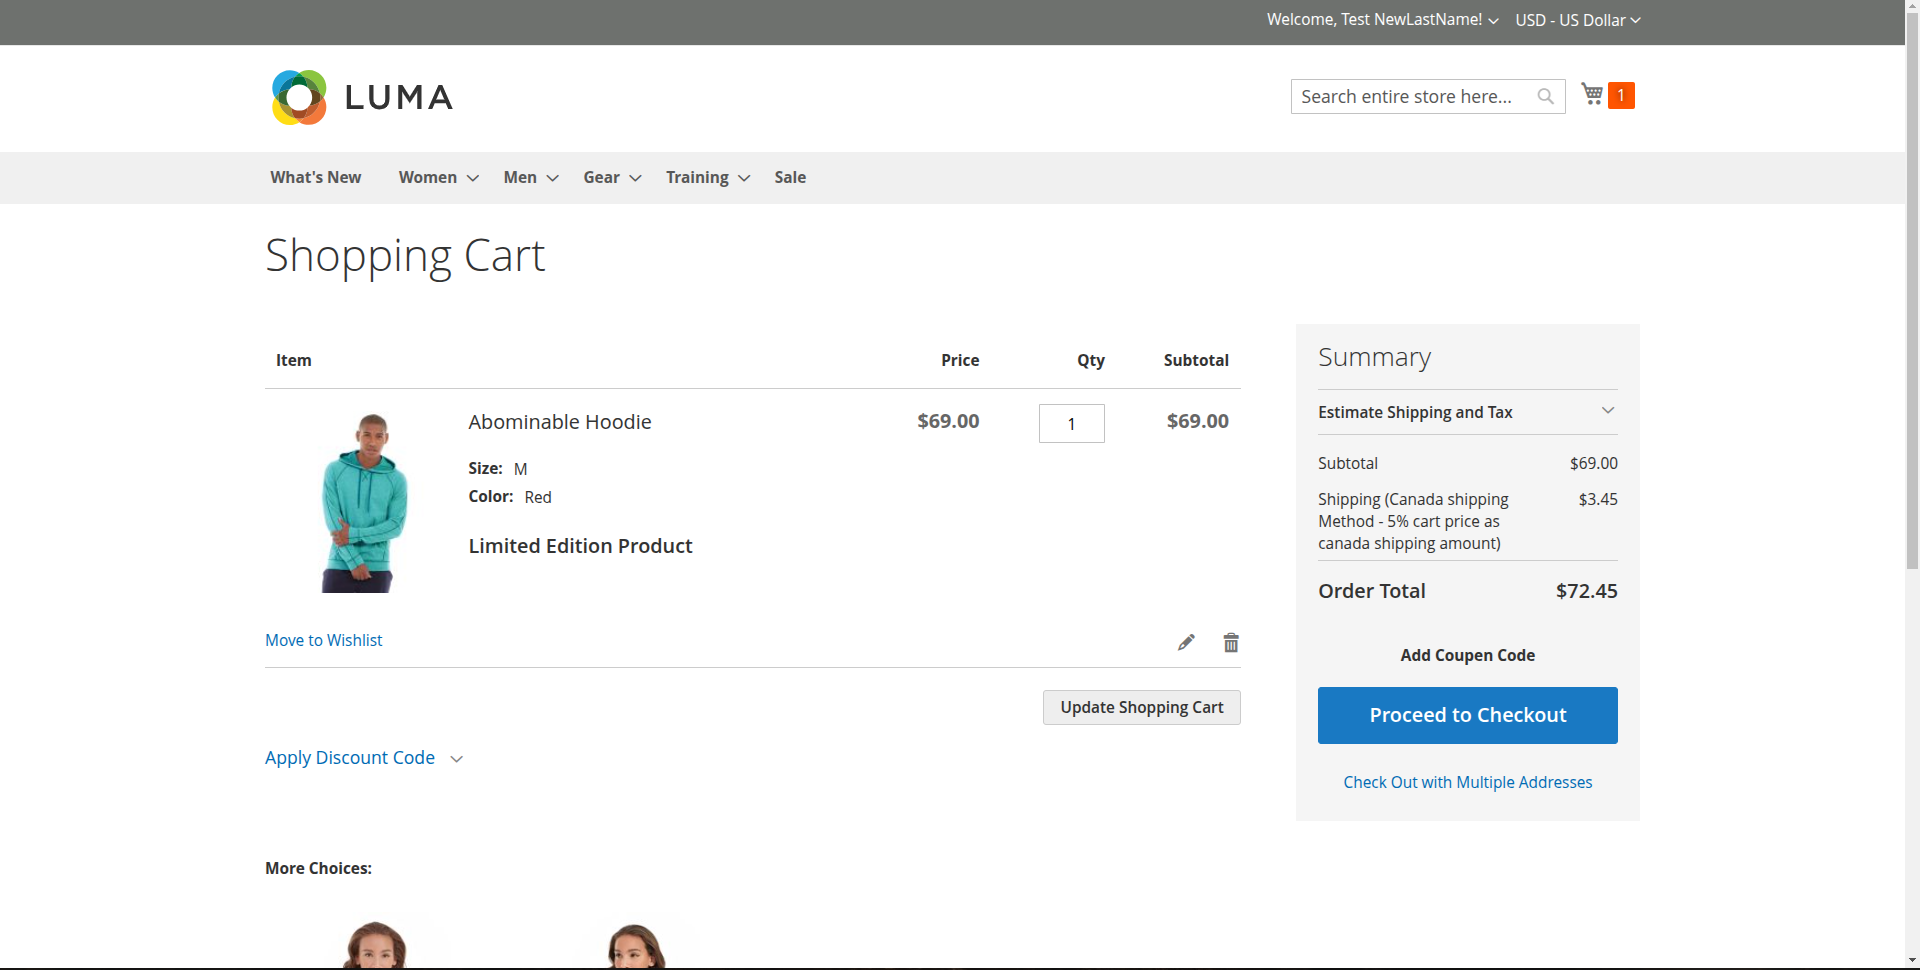 Welcome, Test NewLastName! USD - US Dollar
LUMA
Search entire store here...
1
What's New Women Men Gear Training Sale
Shopping Cart
Item Price Qty Subtotal
Abominable Hoodie $69.00 1 $69.00
Size: M
Color: Red
Limited Edition Product
Move to Wishlist
Update Shopping Cart
Apply Discount Code
More Choices:
Summary
Estimate Shipping and Tax
Subtotal $69.00
Shipping (Canada shipping $3.45
Method - 5% cart price as
canada shipping amount)
Order Total $72.45
Add Coupen Code
Proceed to Checkout
Check Out with Multiple Addresses